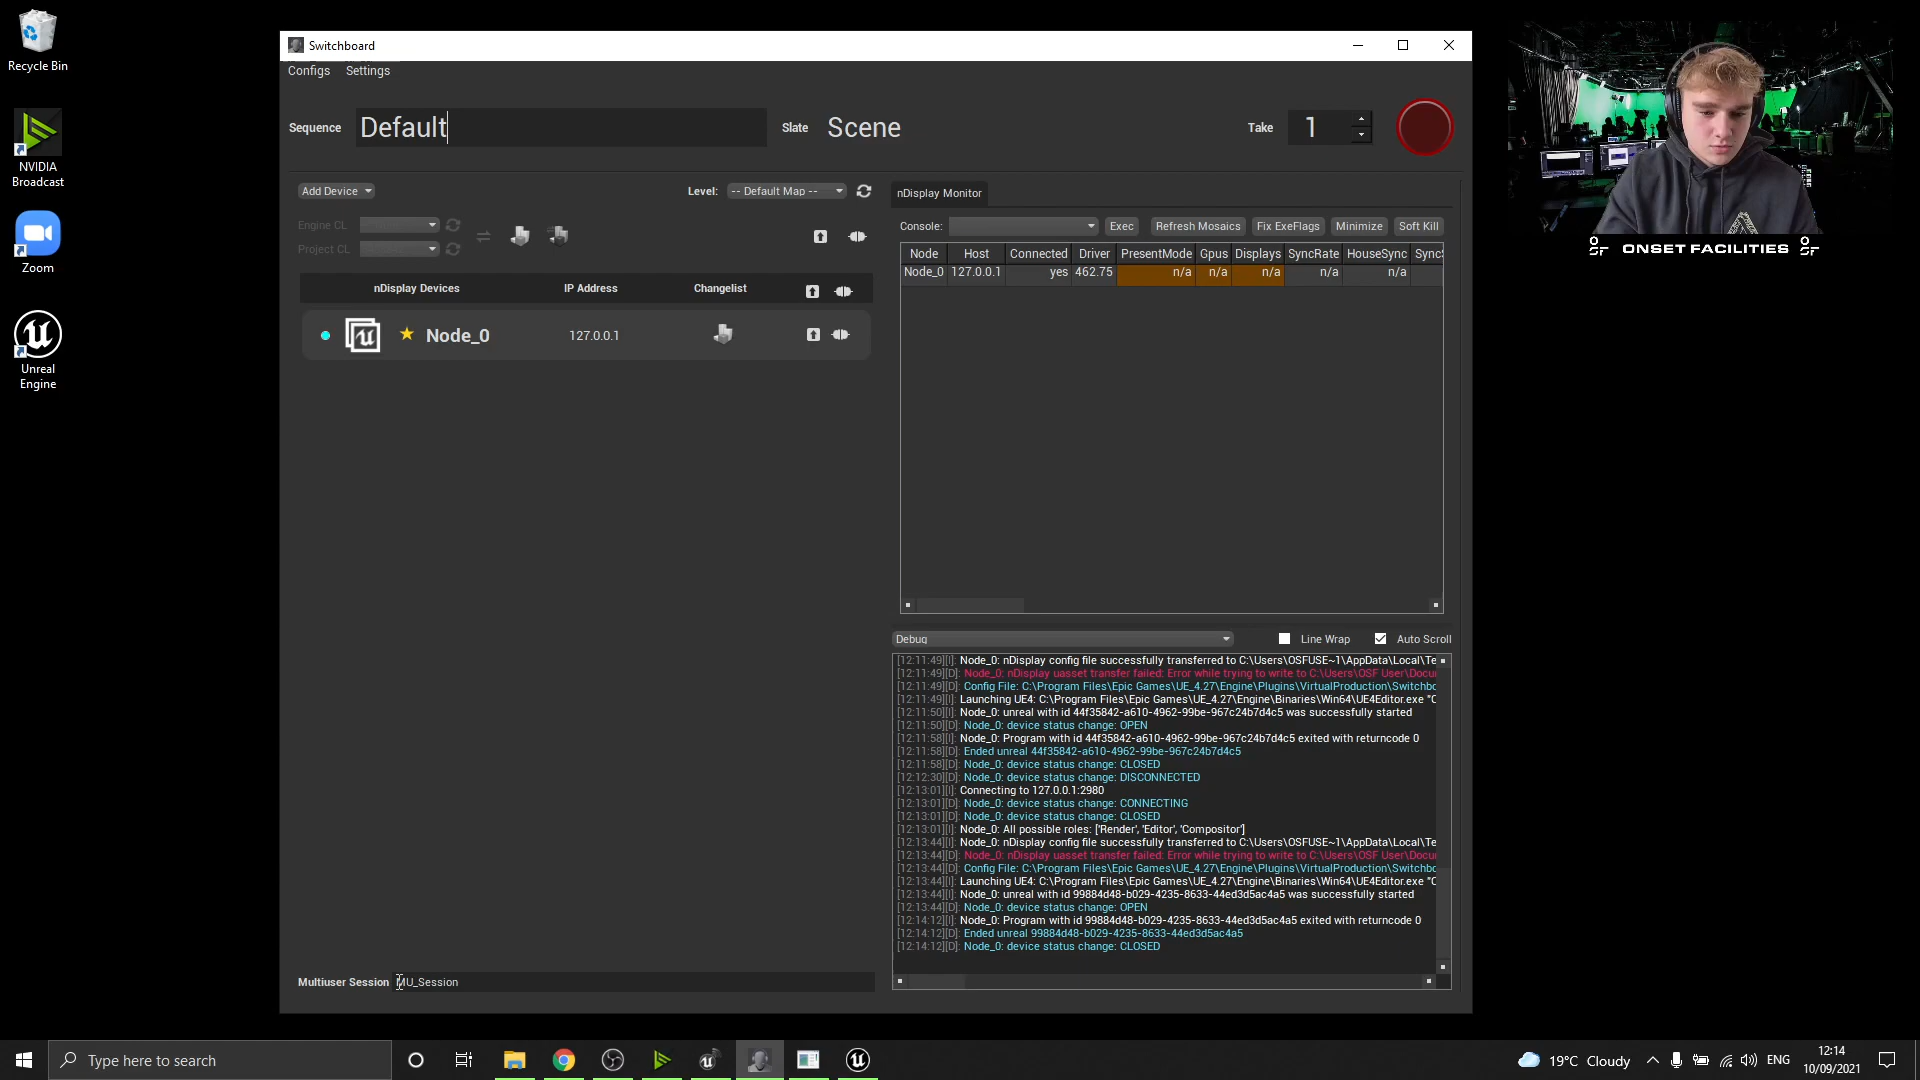 Recycle Bin
NVIDIA
Broadcast
Zoom
Unreal
Engine
Switchboard
Configs Settings
Sequence Default Slate Scene Take 1
Add Device Level: -- Default Map --
Engine CL
Project CL
nDisplay Devices IP Address Changelist
Node_0 127.0.0.1
Multiuser Session MU_Session
nDisplay Monitor
Console: Exec Refresh Mosaics Fix ExeFlags Minimize Soft Kill
Node Host Connected Driver PresentMode Gpus Displays SyncRate HouseSync SyncS
Node_0 127.0.0.1 yes 462.75 n/a n/a n/a n/a n/a
Debug Line Wrap Auto Scroll
[12:11:49][I]: Node_0: nDisplay config file successfully transferred to C:\Users\OSFUSE~1\AppData\Local\Te
[12:11:49][D]: Node_0: nDisplay uasset transfer failed: Error while trying to write to C:\Users\OSF User\Docu
[12:11:49][D]: Config File: C:\Program Files\Epic Games\UE_4.27\Engine\Plugins\VirtualProduction\Switchbo
[12:11:49][I]: Launching UE4: C:\Program Files\Epic Games\UE_4.27\Engine\Binaries\Win64\UE4Editor.exe "C
[12:11:50][I]: Node_0: unreal with id 44f35842-a610-4962-99be-967c24b7d4c5 was successfully started
[12:11:50][D]: Node_0: device status change: OPEN
[12:11:58][I]: Node_0: Program with id 44f35842-a610-4962-99be-967c24b7d4c5 exited with returncode 0
[12:11:58][D]: Ended unreal 44f35842-a610-4962-99be-967c24b7d4c5
[12:11:58][D]: Node_0: device status change: CLOSED
[12:12:30][D]: Node_0: device status change: DISCONNECTED
[12:13:01][I]: Connecting to 127.0.0.1:2980
[12:13:01][D]: Node_0: device status change: CONNECTING
[12:13:01][D]: Node_0: device status change: CLOSED
[12:13:01][I]: Node_0: All possible roles: ['Render', 'Editor', 'Compositor']
[12:13:44][I]: Node_0: nDisplay config file successfully transferred to C:\Users\OSFUSE~1\AppData\Local\Te
[12:13:44][D]: Node_0: nDisplay uasset transfer failed: Error while trying to write to C:\Users\OSF User\Docu
[12:13:44][D]: Config File: C:\Program Files\Epic Games\UE_4.27\Engine\Plugins\VirtualProduction\Switchbo
[12:13:44][I]: Launching UE4: C:\Program Files\Epic Games\UE_4.27\Engine\Binaries\Win64\UE4Editor.exe "C
[12:13:44][I]: Node_0: unreal with id 99884d48-b029-4235-8633-44ed3d5ac4a5 was successfully started
[12:13:44][D]: Node_0: device status change: OPEN
[12:14:12][I]: Node_0: Program with id 99884d48-b029-4235-8633-44ed3d5ac4a5 exited with returncode 0
[12:14:12][D]: Ended unreal 99884d48-b029-4235-8633-44ed3d5ac4a5
[12:14:12][D]: Node_0: device status change: CLOSED
ONSET FACILITIES
Type here to search
19°C Cloudy ENG 12:14
10/09/2021